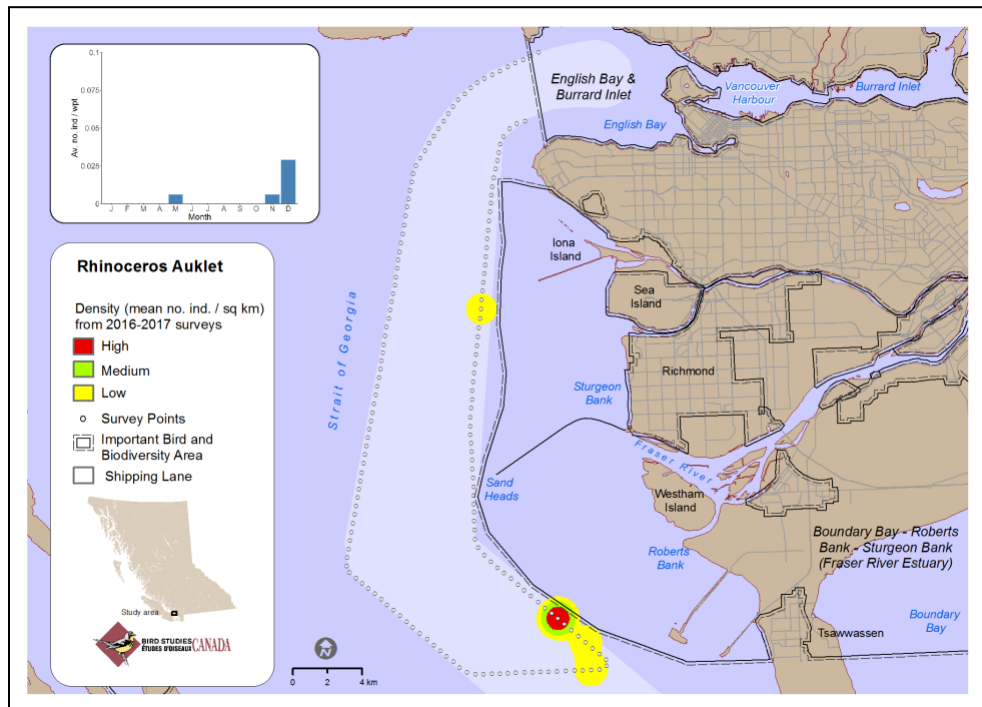 0.1
0.075
0.05
0.025
0
Av. no. ind / wpt
J F M A M J J A S O N D
Month
Rhinoceros Auklet
Density (mean no. ind. / sq km)
from 2016-2017 surveys
High
Medium
Low
Survey Points
Important Bird and
Biodiversity Area
Shipping Lane
Study area
BIRD STUDIES
ÉTUDES D'OISEAUX
CANADA
N
0 2 4 km
Strait of Georgia
English Bay &
Burrard Inlet
English Bay
Vancouver
Harbour
Burrard Inlet
Iona
Island
Sea
Island
Richmond
Sturgeon
Bank
Fraser River
Sand
Heads
Westham
Island
Roberts
Bank
Boundary Bay - Roberts
Bank - Sturgeon Bank
(Fraser River Estuary)
Boundary
Bay
Tsawwassen